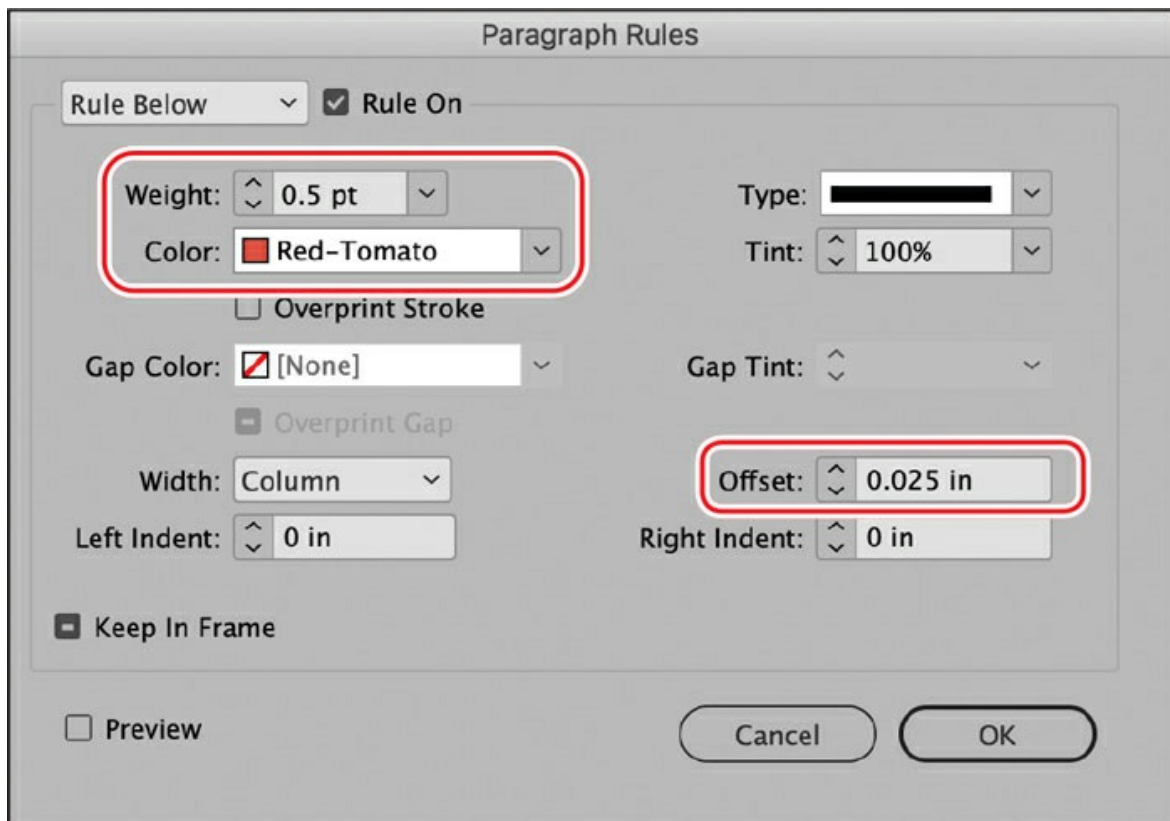 Paragraph Rules
Rule Below Rule On
Weight: 0.5 pt Type:
Color: Red-Tomato Tint: 100%
Overprint Stroke
Gap Color: [None] Gap Tint:
Overprint Gap
Width: Column Offset: 0.025 in
Left Indent: 0 in Right Indent: 0 in
Keep In Frame
Preview Cancel OK